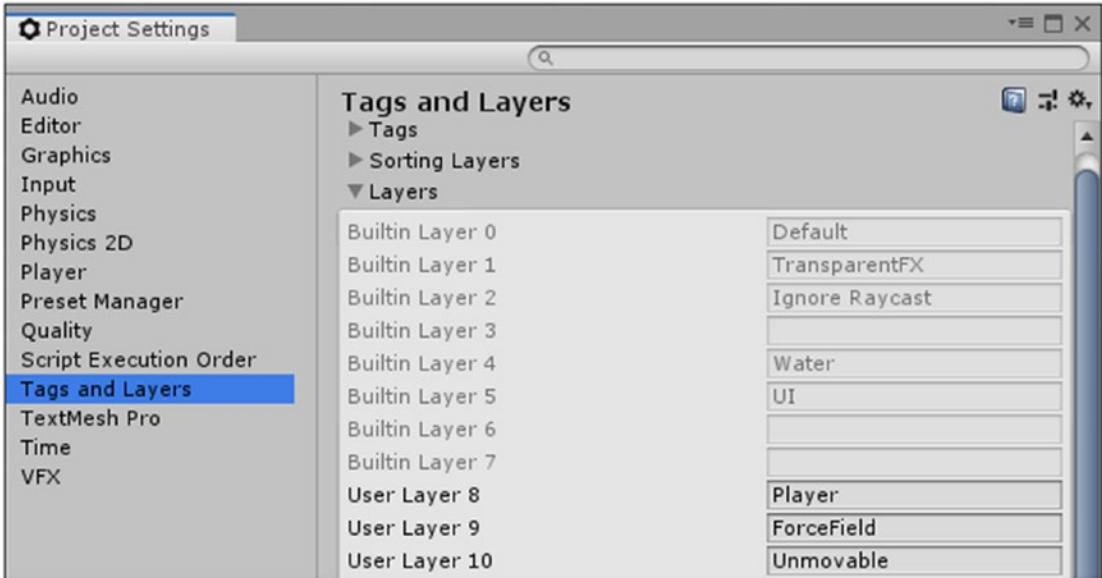 Project Settings
Audio
Editor
Graphics
Input
Physics
Physics 2D
Player
Preset Manager
Quality
Script Execution Order
Tags and Layers
TextMesh Pro
Time
VFX
Tags and Layers
Tags
Sorting Layers
Layers
Builtin Layer 0 Default
Builtin Layer 1 TransparentFX
Builtin Layer 2 Ignore Raycast
Builtin Layer 3
Builtin Layer 4 Water
Builtin Layer 5 UI
Builtin Layer 6
Builtin Layer 7
User Layer 8 Player
User Layer 9 ForceField
User Layer 10 Unmovable